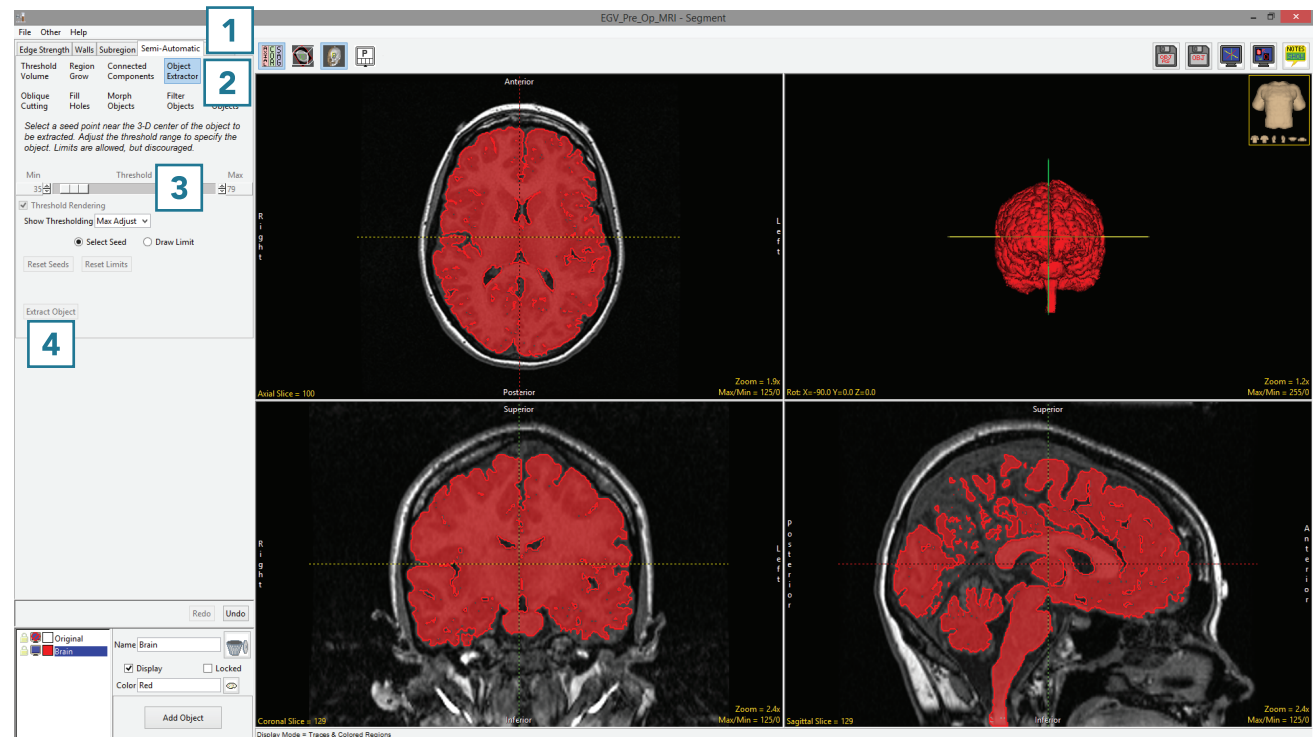 EGV_Pre_Op_MRI - Segment
File Other Help
1
Edge Strength Walls Subregion Semi-Automatic
Threshold Volume
Region Grow
Connected Components
Object Extractor
2
Oblique Cutting
Fill Holes
Morph Objects
Filter Objects
Objects
Select a seed point near the 3-D center of the object to
be extracted. Adjust the threshold range to specify the
object. Limits are allowed, but discouraged.
Min Threshold Max
35 3 79
Threshold Rendering
Show Thresholding Max Adjust
Select Seed Draw Limit
Reset Seeds Reset Limits
Extract Object
4
Redo Undo
Original
Brain
Name Brain
Display Locked
Color Red
Add Object
P
OBJ
OBJ
NOTES
SHOW
Anterior
Right
Left
Axial Slice = 100
Posterior
Zoom = 1.9x
Max/Min = 125/0
Rot: X=-90.0 Y=0.0 Z=0.0
Zoom = 1.2x
Max/Min = 255/0
Superior
Right
Left
Coronal Slice = 129
Inferior
Zoom = 2.4x
Max/Min = 125/0
Superior
Posterior
Anterior
Sagittal Slice = 129
Inferior
Zoom = 2.4x
Max/Min = 125/0
Display Mode = Traces & Colored Regions